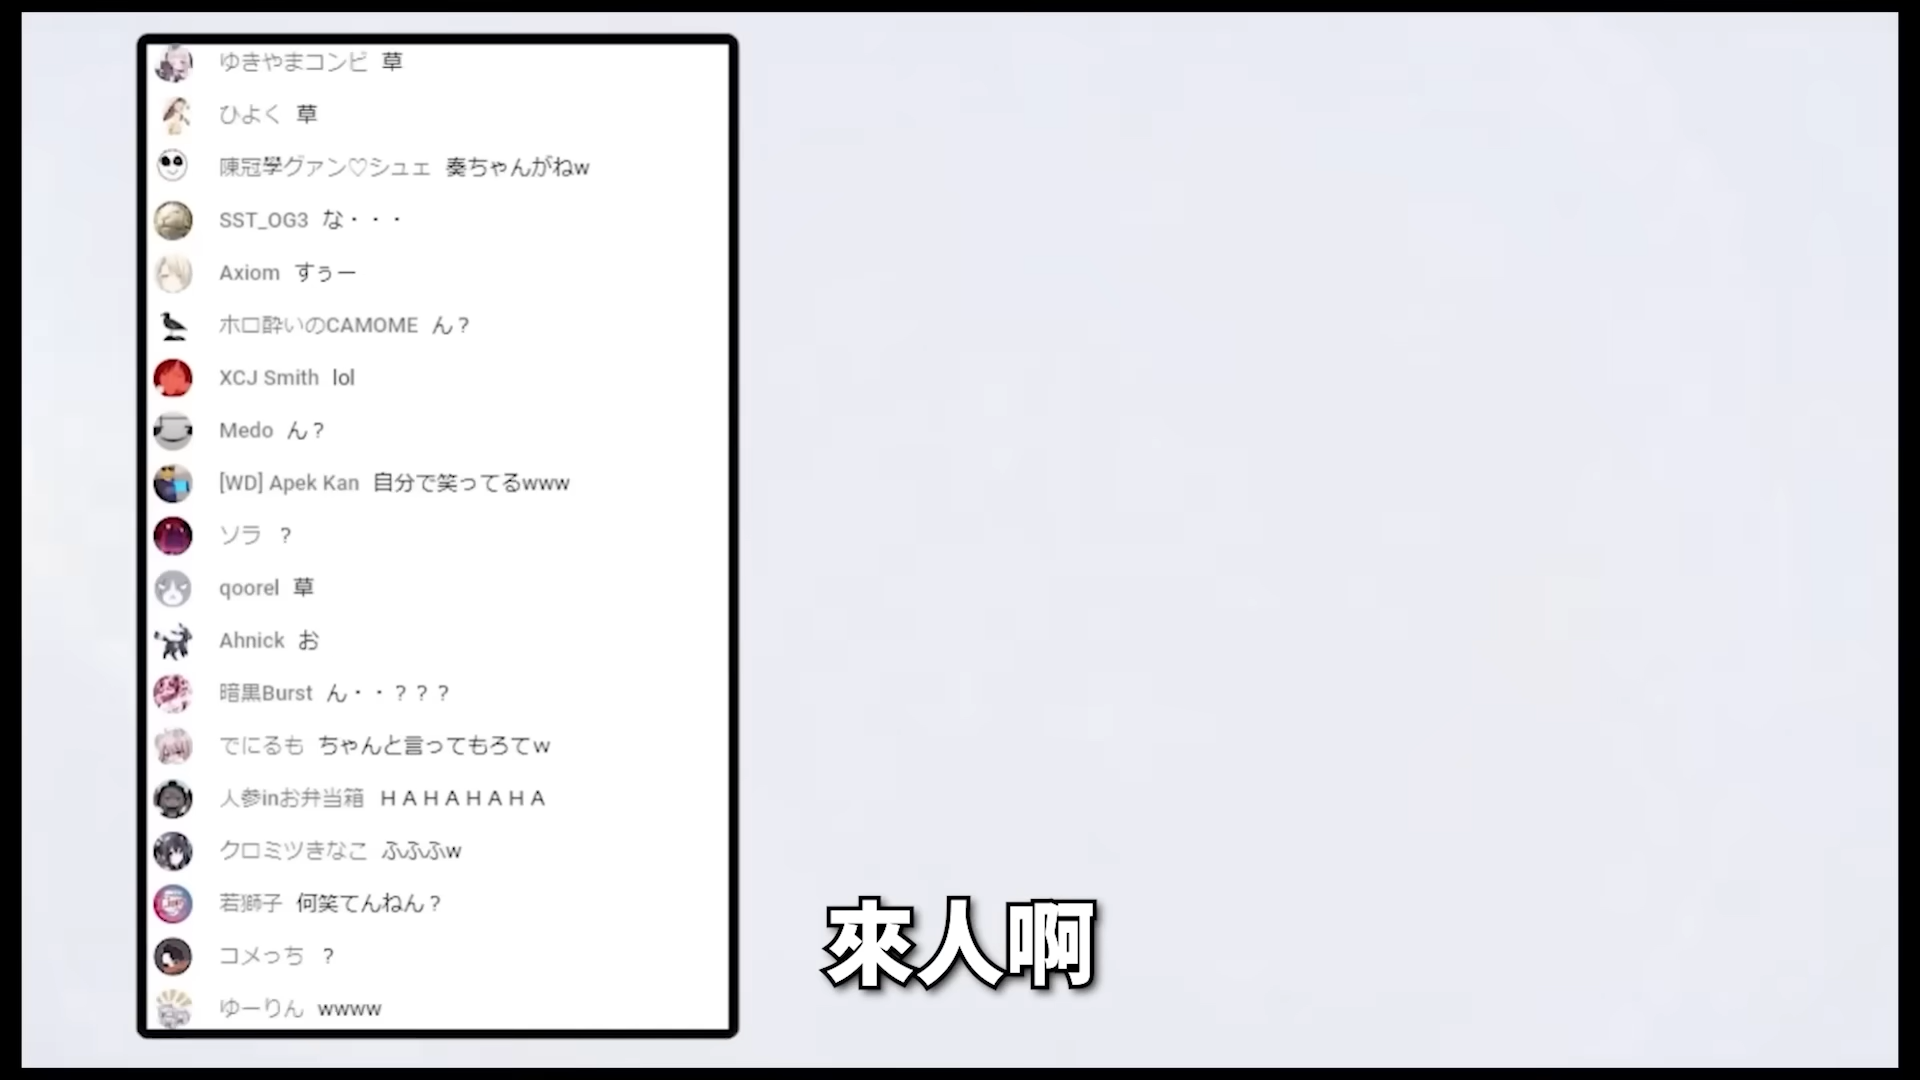 ゆきやまコンビ 草
ひよく 草
陳冠學グァン♡シュェ 奏ちゃんがねw
SST_OG3 な・・・
Axiom すぅー
ホロ酔いのCAMOME ん？
XCJ Smith lol
Medo ん？
[WD] Apek Kan 自分で笑ってるwww
ソラ ？
qoorel 草
Ahnick お
暗黒Burst ん・・？？？
でにるも ちゃんと言ってもろてｗ
人参inお弁当箱 ＨＡＨＡＨＡＨＡ
クロミツきなこ ふふふw
若獅子 何笑てんねん？
コメっち ？
ゆーりん wwww
來人啊